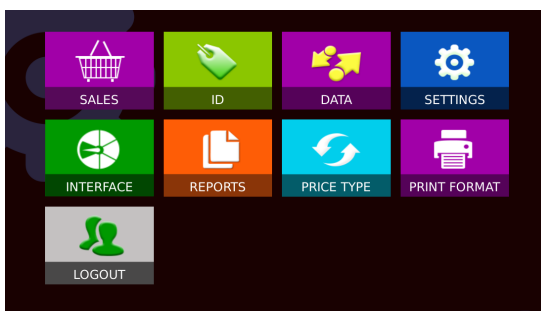 SALES
ID
DATA
SETTINGS
INTERFACE
REPORTS
PRICE TYPE
PRINT FORMAT
LOGOUT